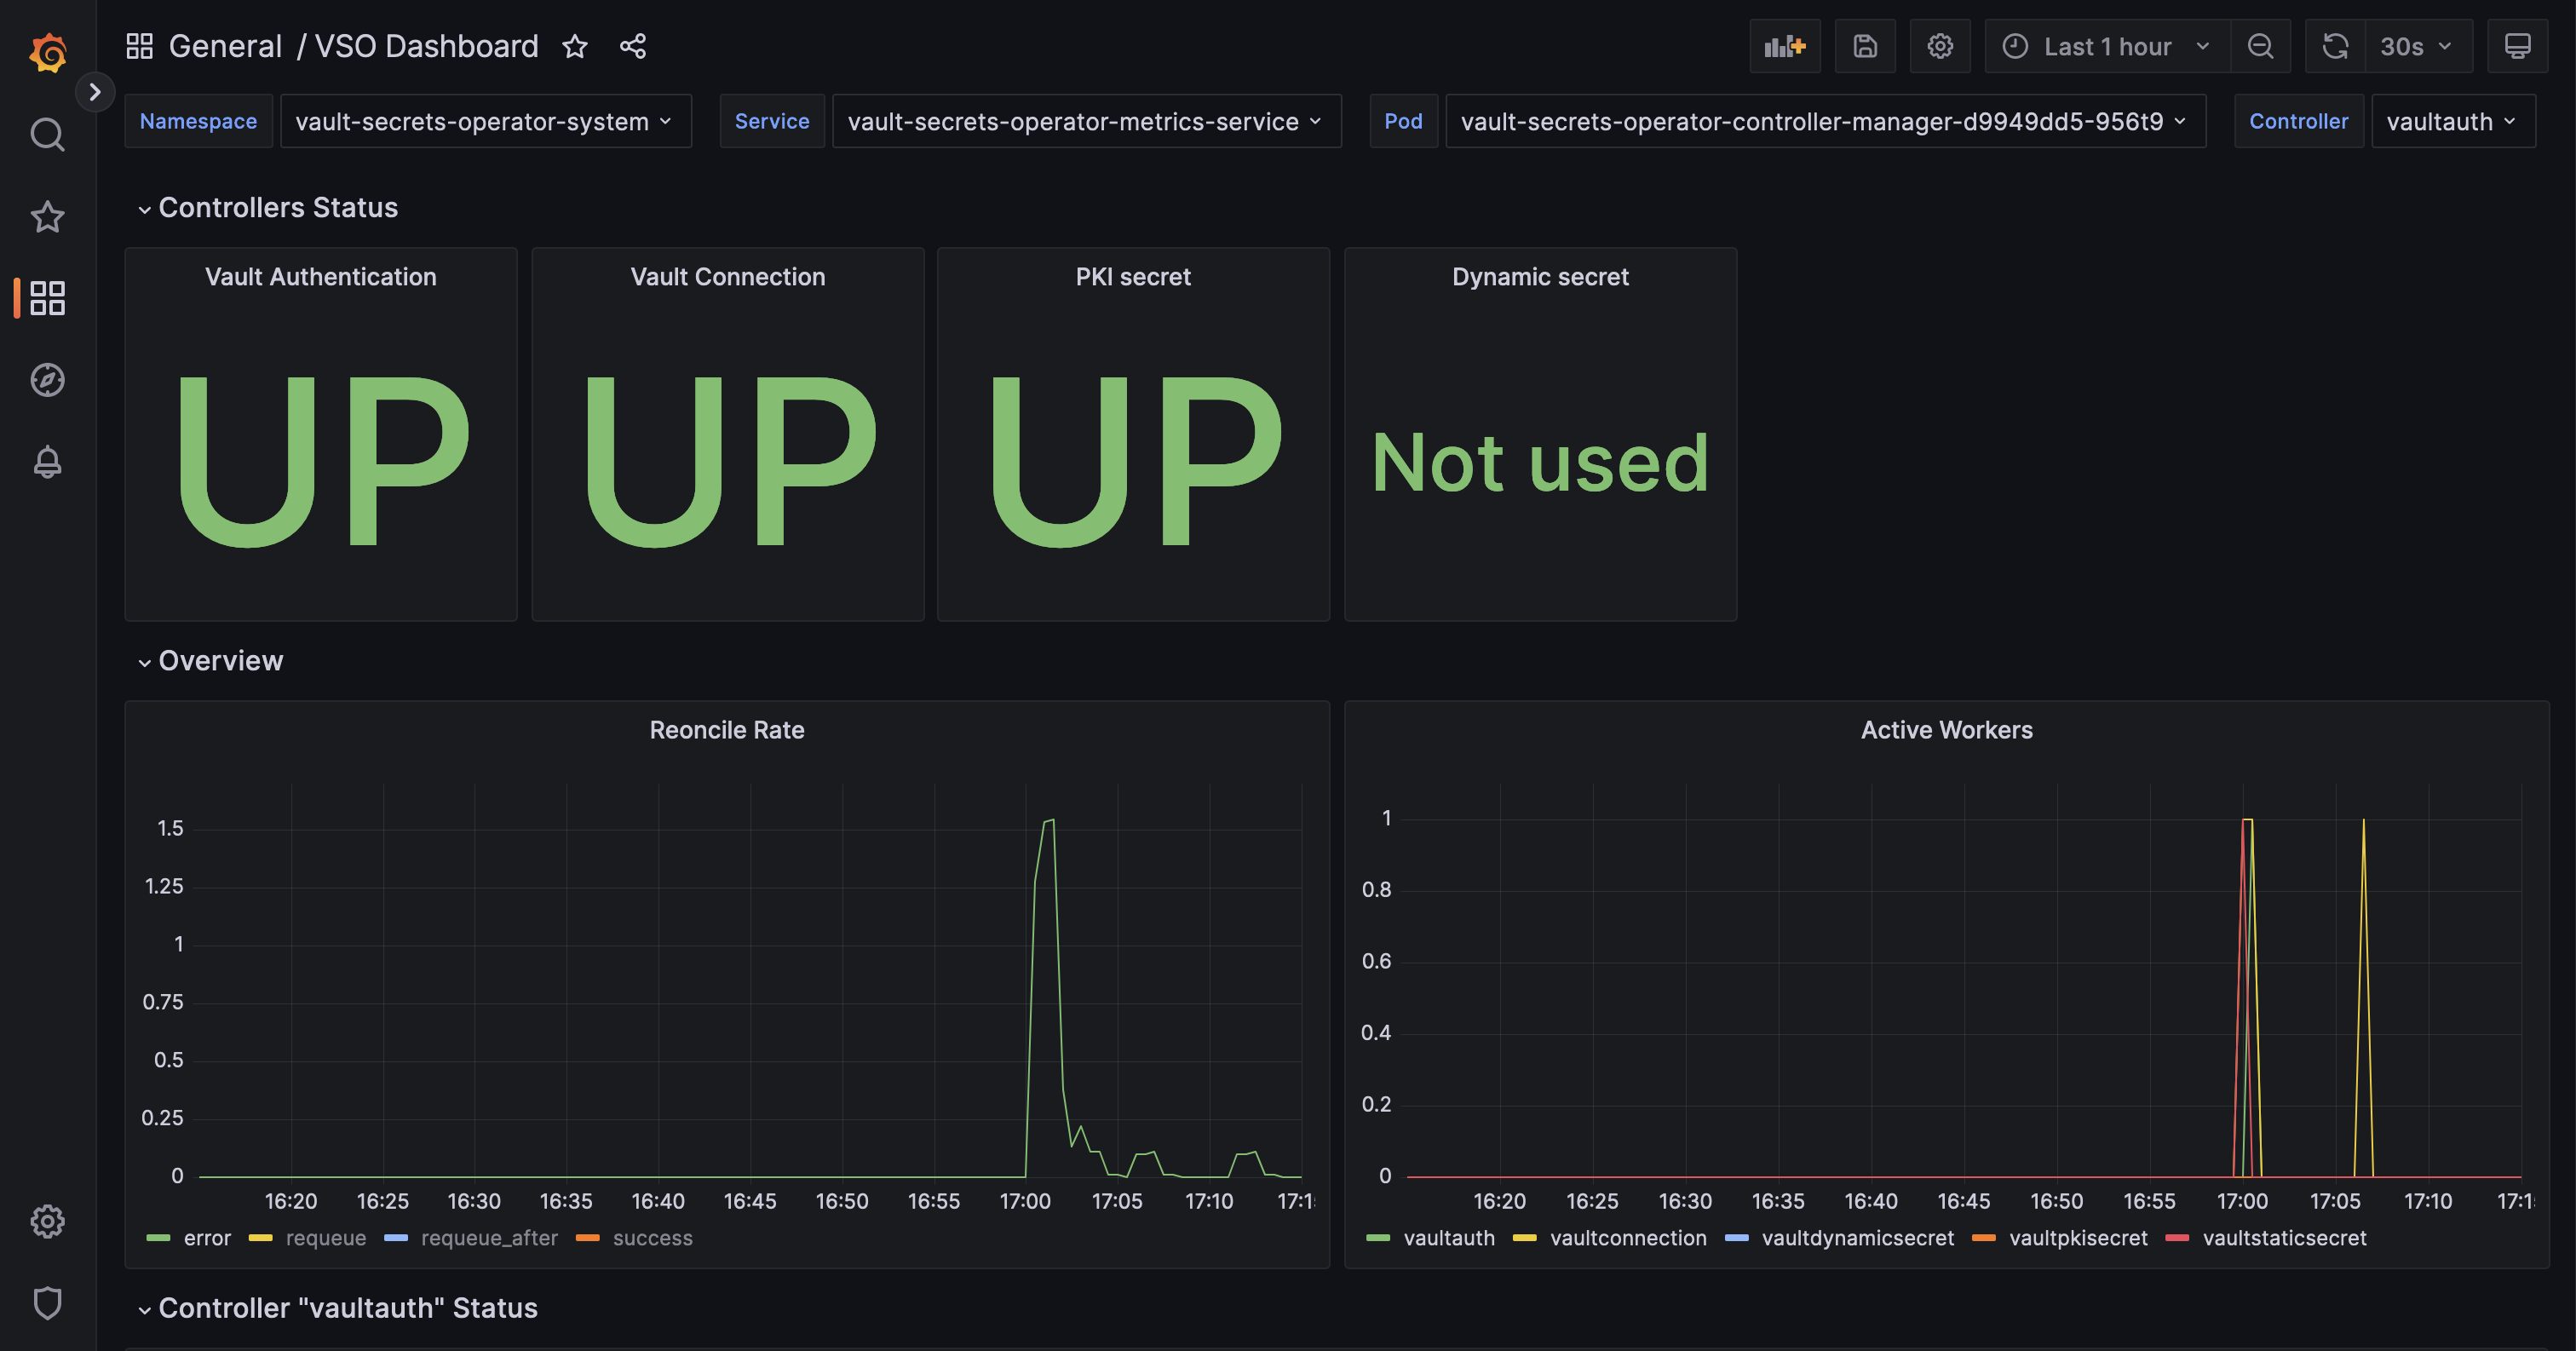 General / VSO Dashboard
Last 1 hour
30s
Namespace vault-secrets-operator-system Service vault-secrets-operator-metrics-service Pod vault-secrets-operator-controller-manager-d9949dd5-956t9 Controller vaultauth
Controllers Status
Vault Authentication
UP
Vault Connection
UP
PKI secret
UP
Dynamic secret
Not used
Overview
Reoncile Rate
1.5
1.25
1
0.75
0.5
0.25
0
16:20 16:25 16:30 16:35 16:40 16:45 16:50 16:55 17:00 17:05 17:10
error requeue requeue_after success
Active Workers
1
0.8
0.6
0.4
0.2
0
16:20 16:25 16:30 16:35 16:40 16:45 16:50 16:55 17:00 17:05 17:10
vaultauth vaultconnection vaultdynamicsecret vaultpkisecret vaultstaticsecret
Controller "vaultauth" Status